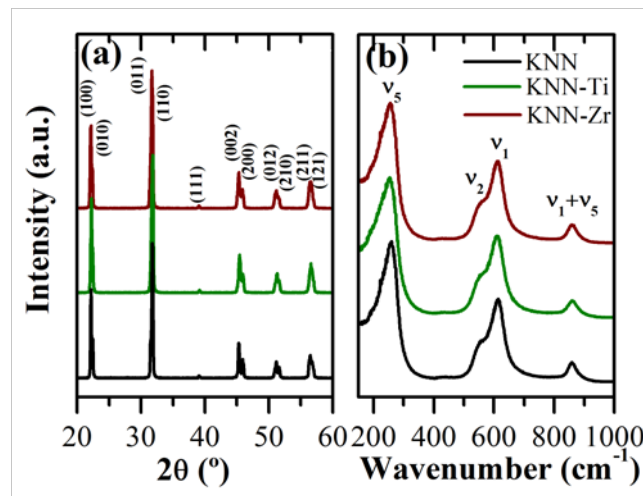 (a)
(100)
(010)
(011)
(110)
(111)
(002)
(200)
(012)
(210)
(211)
(121)
Intensity (a.u.)
20 30 40 50 60
2θ (º)
(b)
KNN
KNN-Ti
KNN-Zr
ν5
ν2
ν1
ν1+ν5
200 400 600 800 1000
Wavenumber (cm⁻¹)